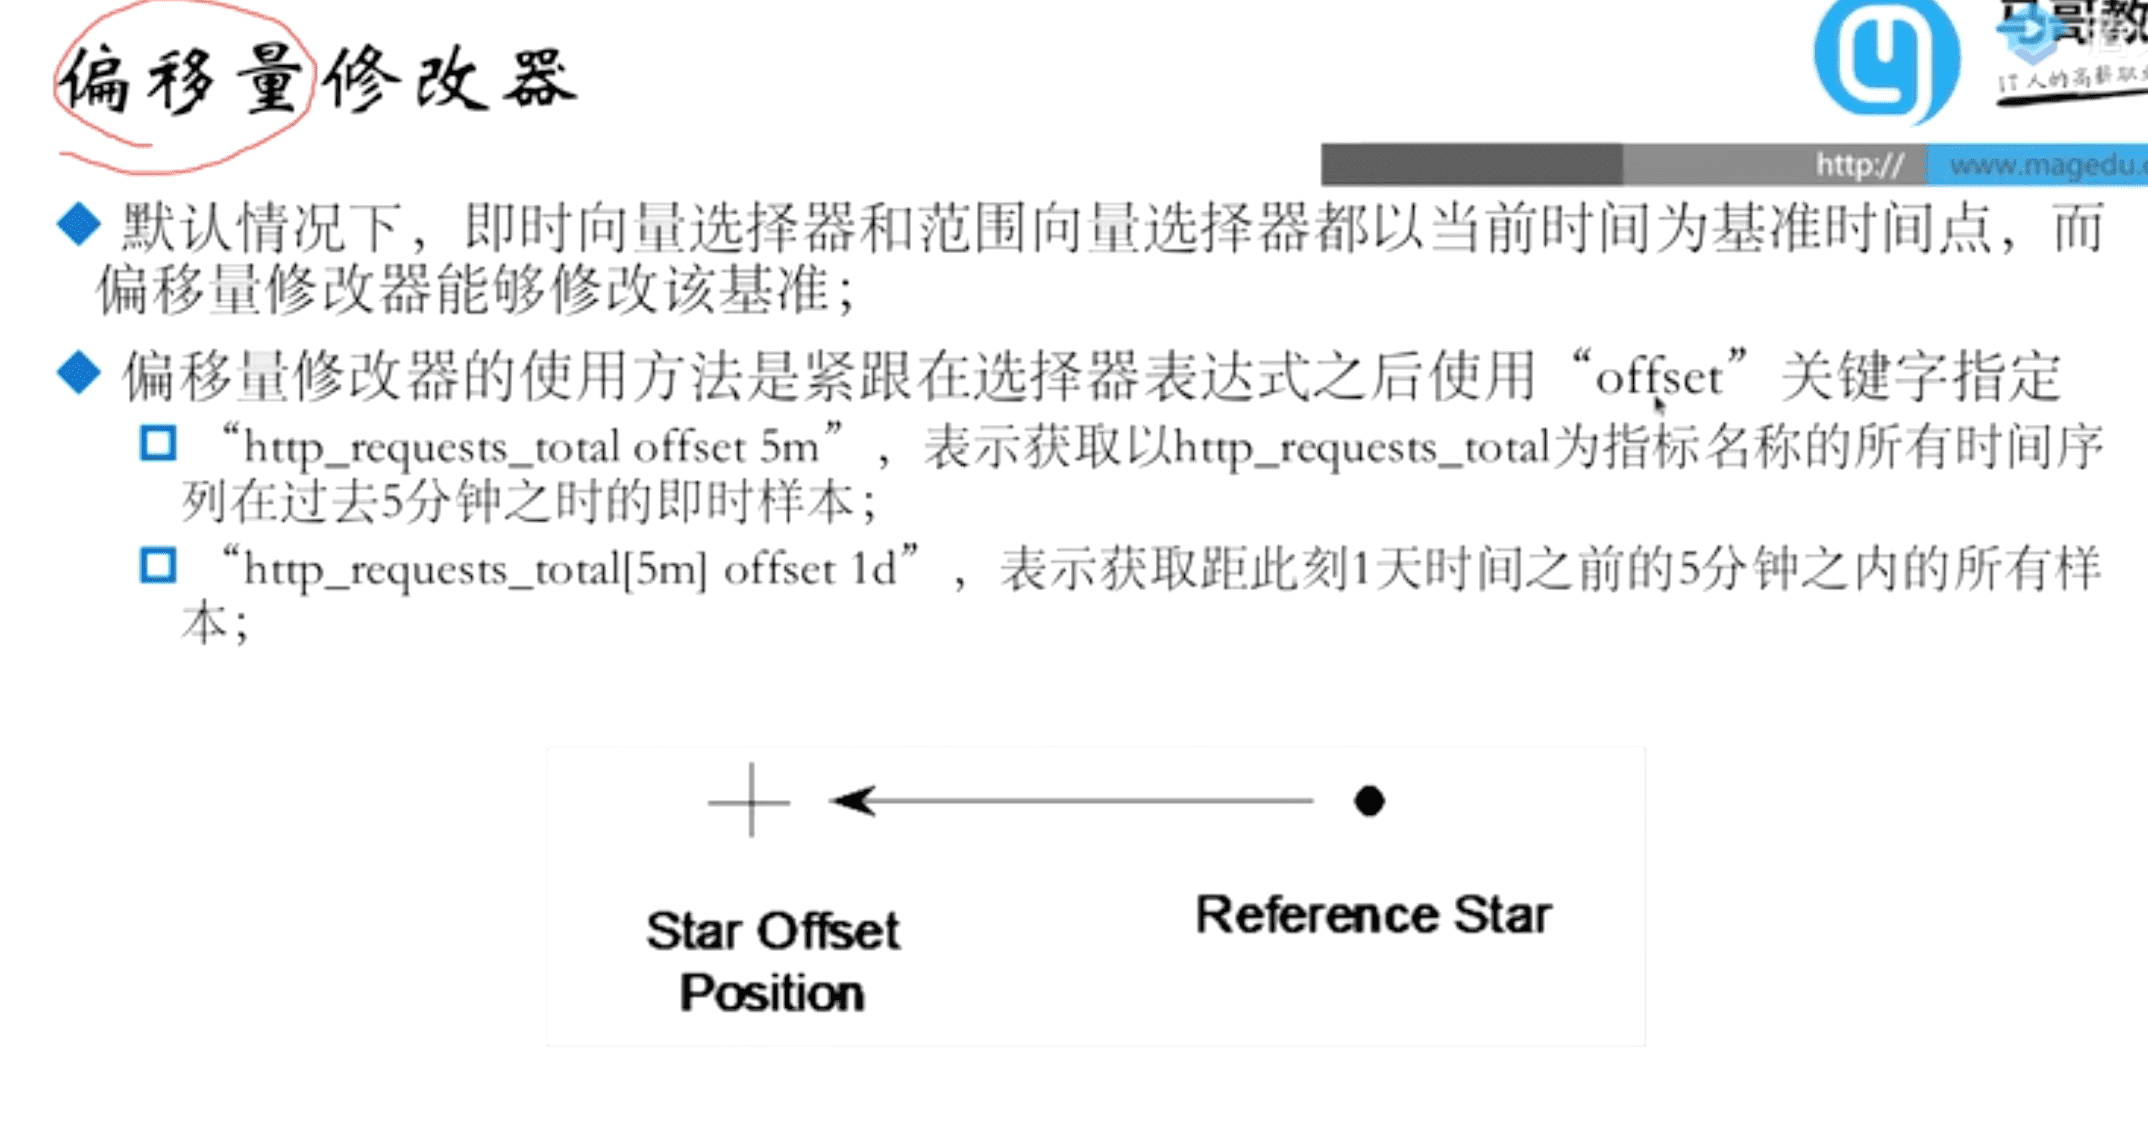 偏移量修改器
IT人的高薪职
http://
www.magedu.
默认情况下，即时向量选择器和范围向量选择器都以当前时间为基准时间点，而
偏移量修改器能够修改该基准；
偏移量修改器的使用方法是紧跟在选择器表达式之后使用“offset”关键字指定
“http_requests_total offset 5m”，表示获取以http_requests_total为指标名称的所有时间序
列在过去5分钟之时的即时样本；
“http_requests_total[5m] offset 1d”，表示获取距此刻1天时间之前的5分钟之内的所有样
本；
Star Offset
Position
Reference Star